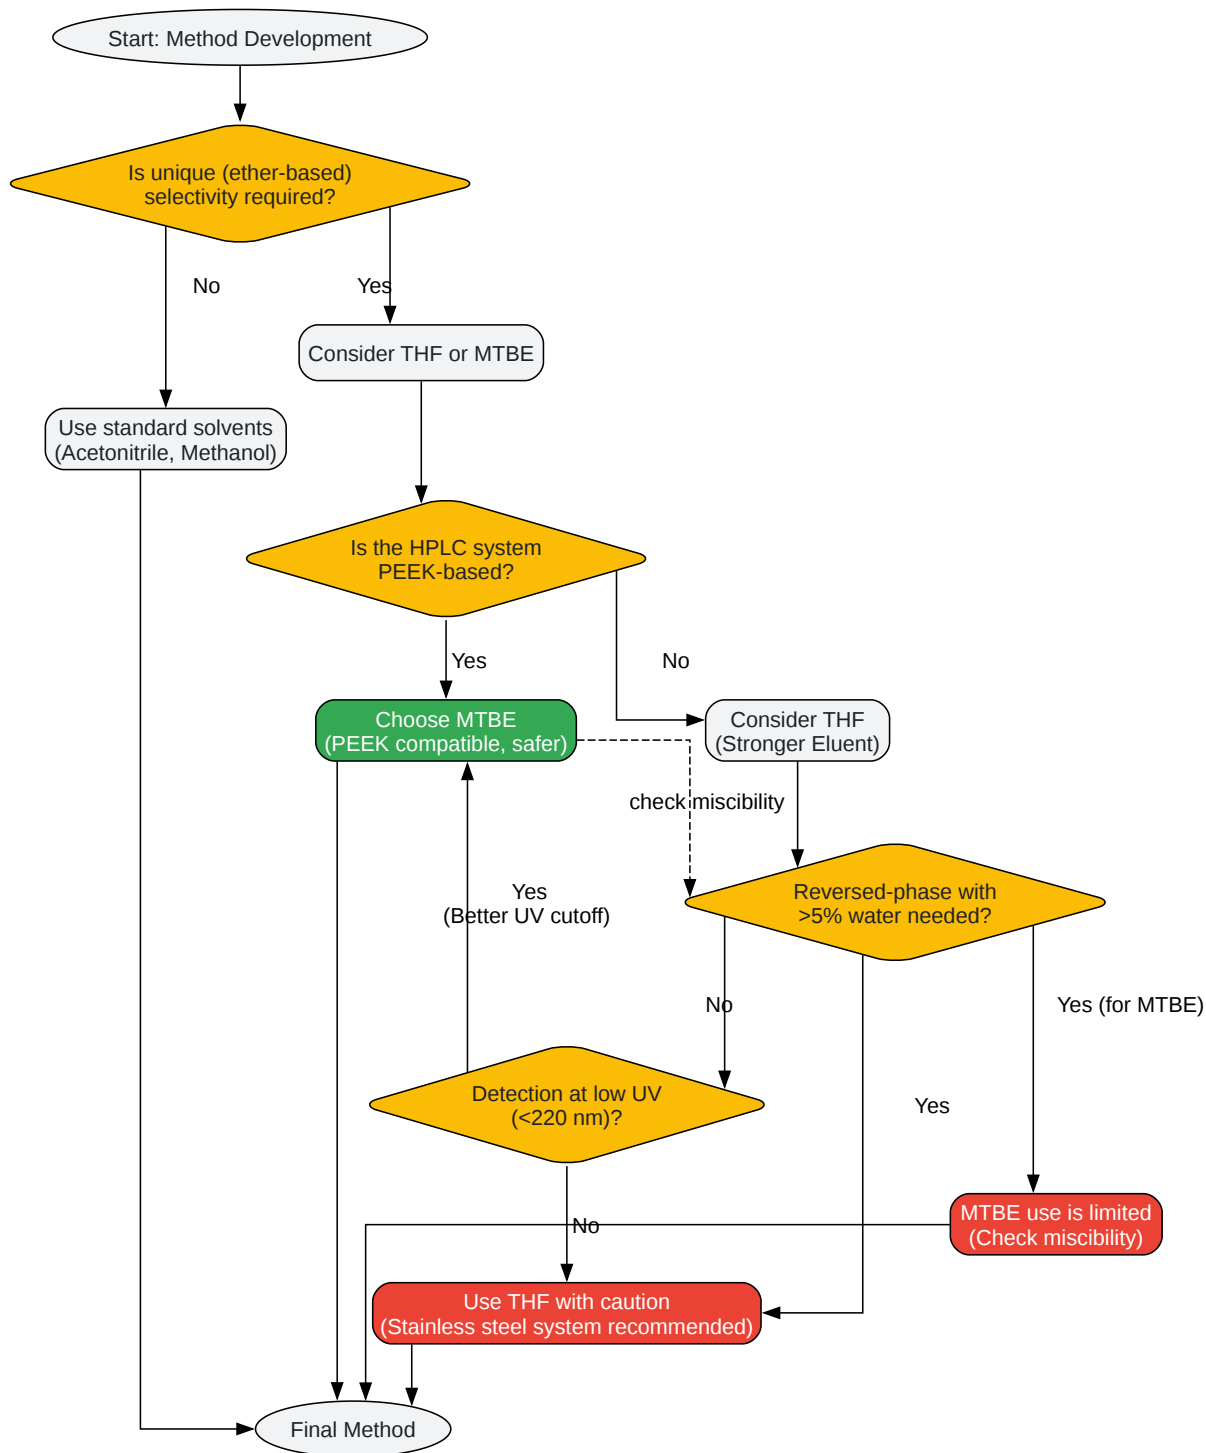 Start: Method Development
Is unique (ether-based)
selectivity required?
No
Yes
Consider THF or MTBE
Use standard solvents
(Acetonitrile, Methanol)
Is the HPLC system
PEEK-based?
Yes
No
Choose MTBE
(PEEK compatible, safer)
Consider THF
(Stronger Eluent)
check miscibility
Yes
(Better UV cutoff)
Reversed-phase with
>5% water needed?
No
Yes (for MTBE)
Detection at low UV
(<220 nm)?
Yes
MTBE use is limited
(Check miscibility)
No
Use THF with caution
(Stainless steel system recommended)
Final Method